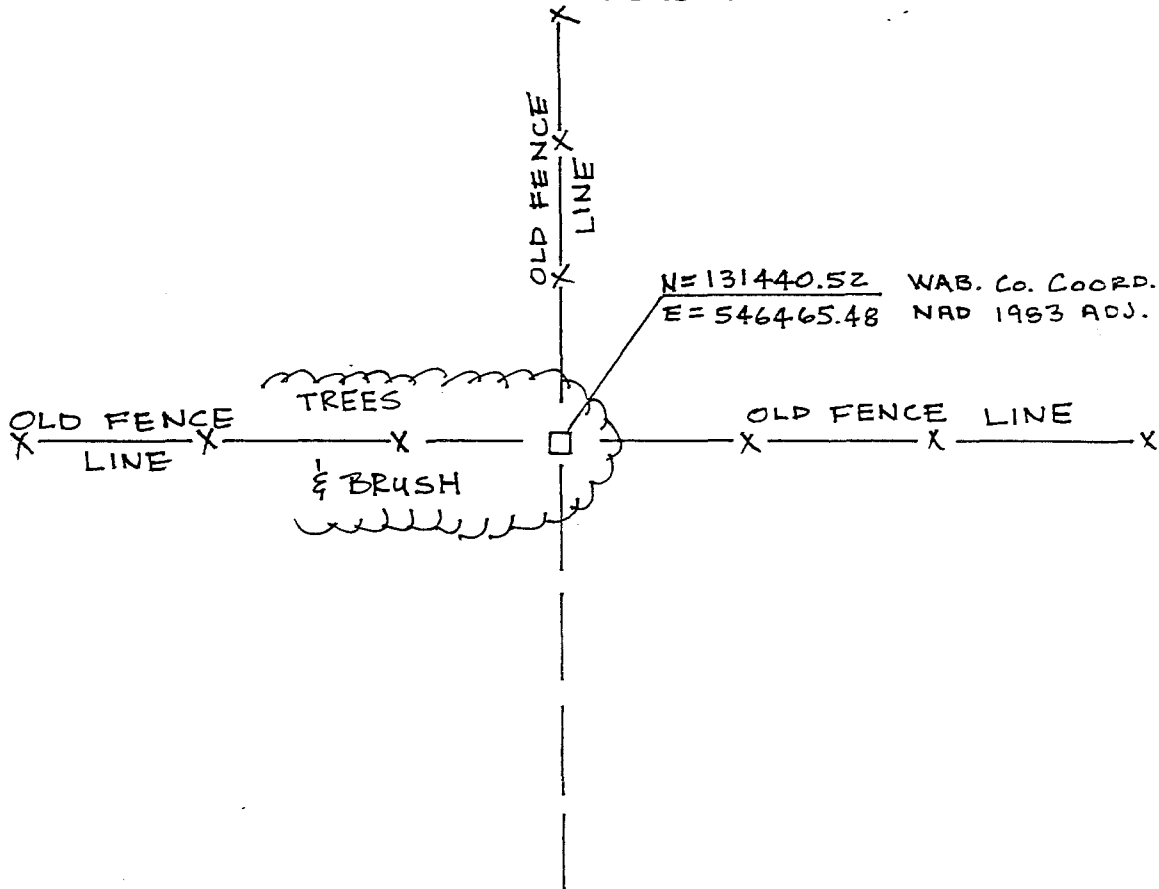 OLD FENCE
LINE
N=131440.52 WAB. CO. COORD.
E=546465.48 NAD 1983 ADJ.
TREES
& BRUSH
OLD FENCE
LINE
OLD FENCE LINE